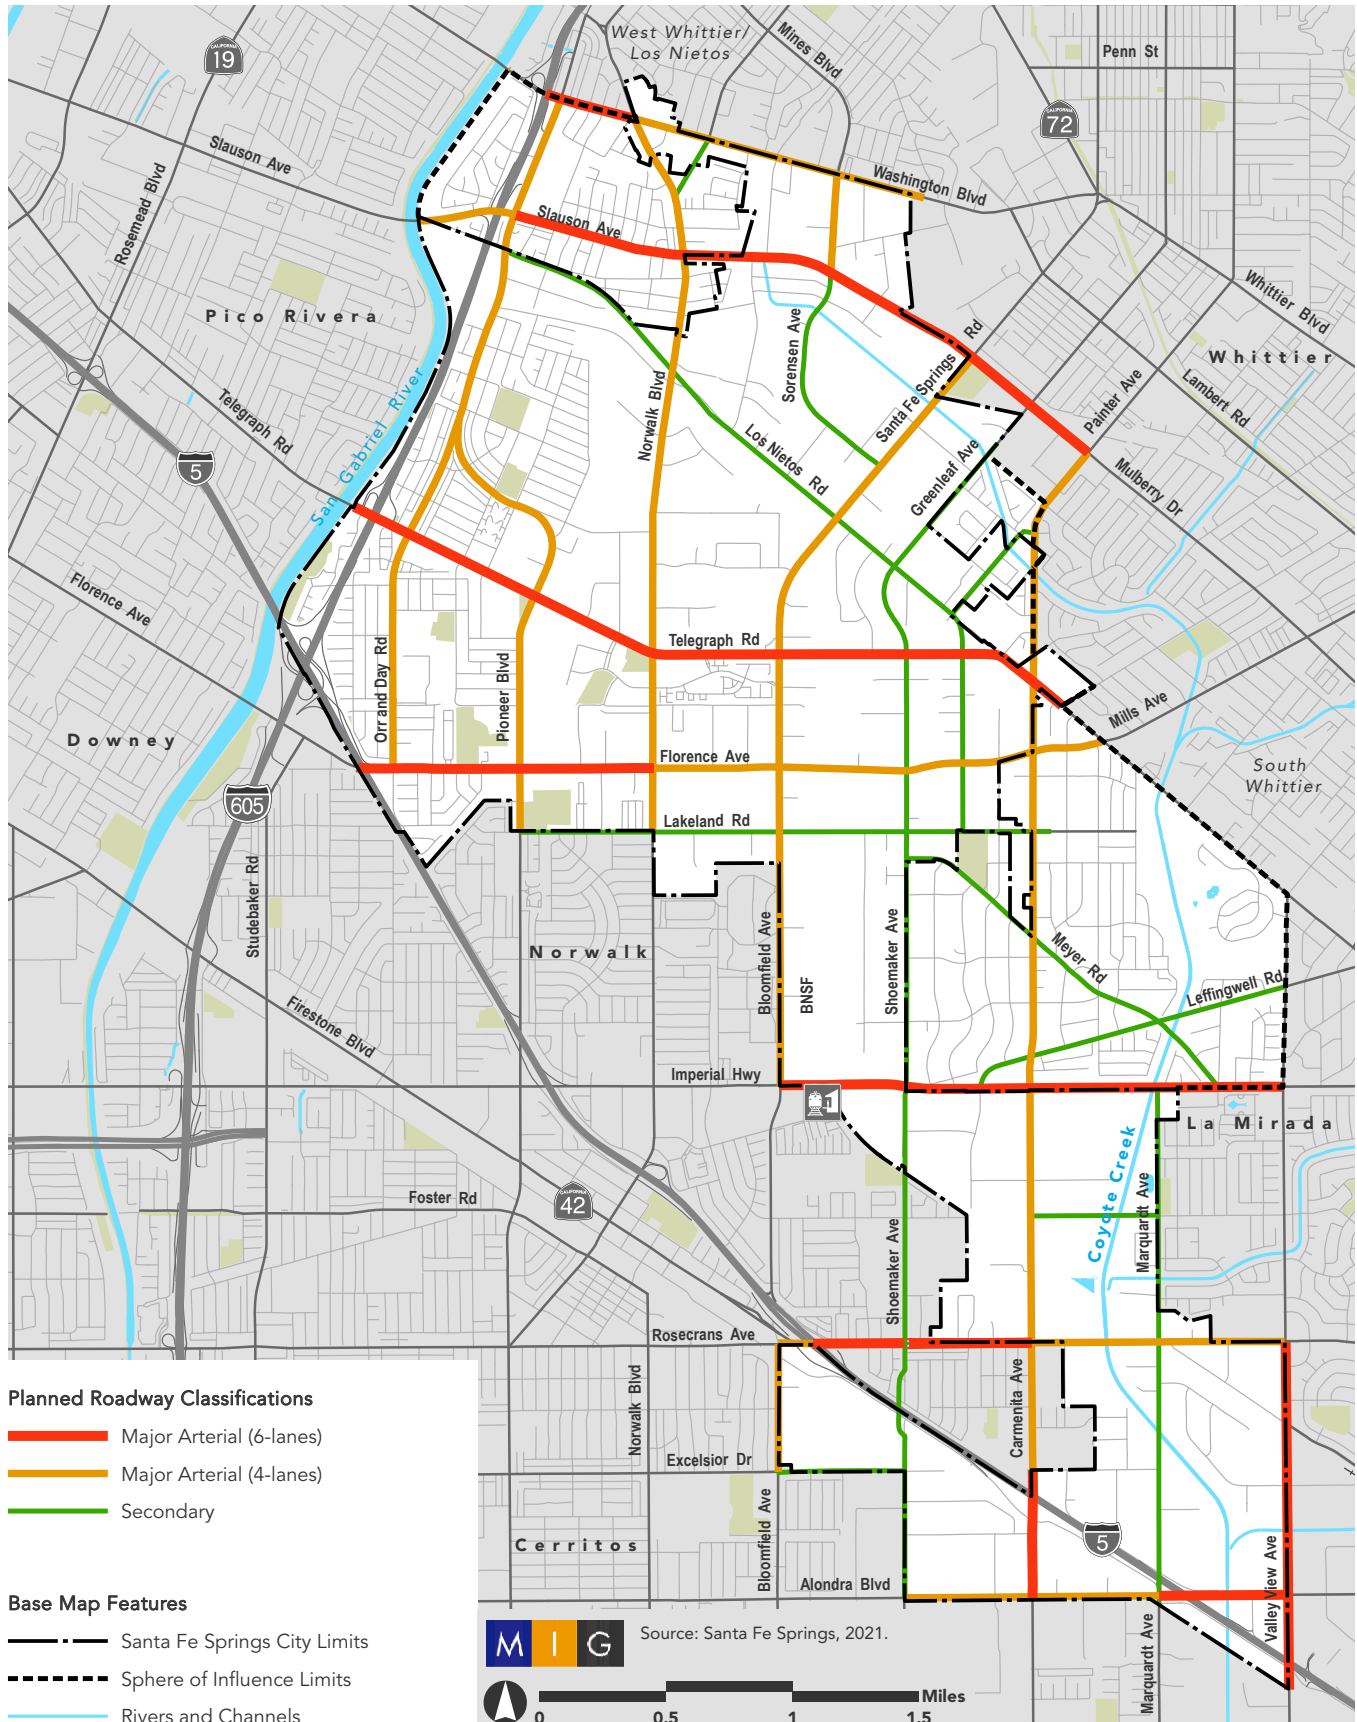 West Whittier/
Los Nietos
Mines Blvd
Penn St
CALIFORNIA
19
CALIFORNIA
72
Slauson Ave
Rosemead Blvd
Washington Blvd
Slauson Ave
Whittier Blvd
Pico Rivera
Whittier
Sorensen Ave
Santa Fe Springs Rd
Painter Ave
Lambert Rd
Telegraph Rd
San Gabriel River
Norwalk Blvd
Los Nietos Rd
Greenleaf Ave
Mulberry Dr
5
Florence Ave
Telegraph Rd
Orr and Day Rd
Pioneer Blvd
Mills Ave
Downey
Florence Ave
South
Whittier
605
Lakeland Rd
Studebaker Rd
Norwalk
Bloomfield Ave
BNSF
Shoemaker Ave
Meyer Rd
Leffingwell Rd
Firestone Blvd
Imperial Hwy
La Mirada
Coyote Creek
Marquardt Ave
Foster Rd
CALIFORNIA
42
Shoemaker Ave
Rosecrans Ave
Norwalk Blvd
Carmenita Ave
Excelsior Dr
Bloomfield Ave
Cerritos
5
Alondra Blvd
Valley View Ave
Marquardt Ave
Planned Roadway Classifications
Major Arterial (6-lanes)
Major Arterial (4-lanes)
Secondary
Base Map Features
Santa Fe Springs City Limits
Sphere of Influence Limits
Rivers and Channels
M I G
Source: Santa Fe Springs, 2021.
Miles
0 0.5 1 1.5